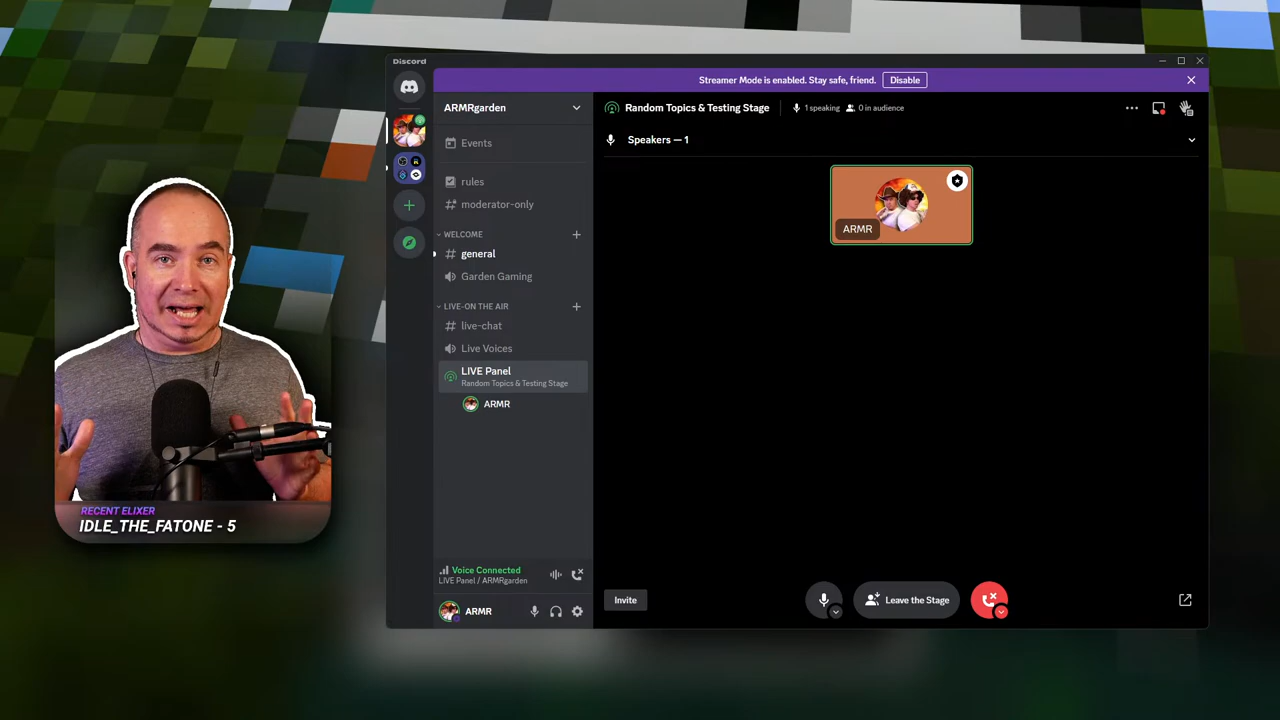 Discord
Streamer Mode is enabled. Stay safe, friend.
Disable
ARMRgarden
Events
rules
moderator-only
WELCOME
general
Garden Gaming
LIVE-ON THE AIR
live-chat
Live Voices
LIVE Panel
Random Topics & Testing Stage
ARMR
Voice Connected
LIVE Panel / ARMRgarden
ARMR
Random Topics & Testing Stage
1 speaking
0 in audience
Speakers — 1
ARMR
Invite
Leave the Stage
RECENT ELIXER
IDLE_THE_FATONE - 5